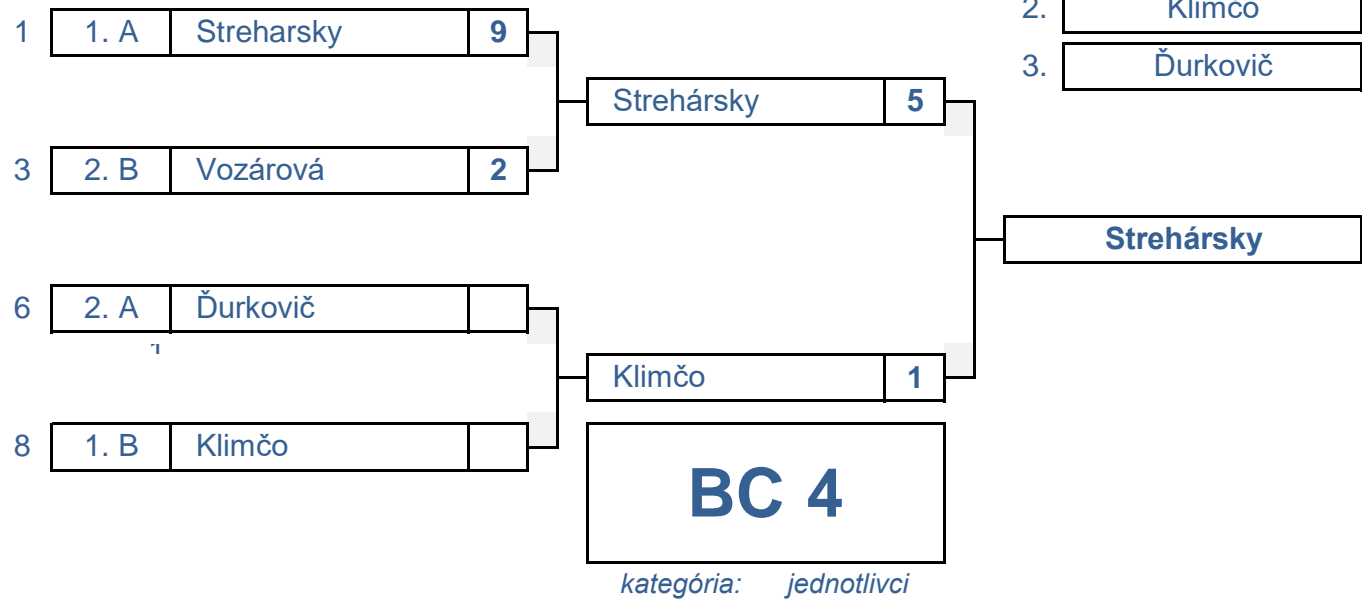 2. Klimčo
1 1. A Streharsky 9
3. Ďurkovič
Strehársky 5
3 2. B Vozárová 2
Strehársky
6 2. A Ďurkovič
Klimčo 1
8 1. B Klimčo
BC 4
kategória: jednotlivci